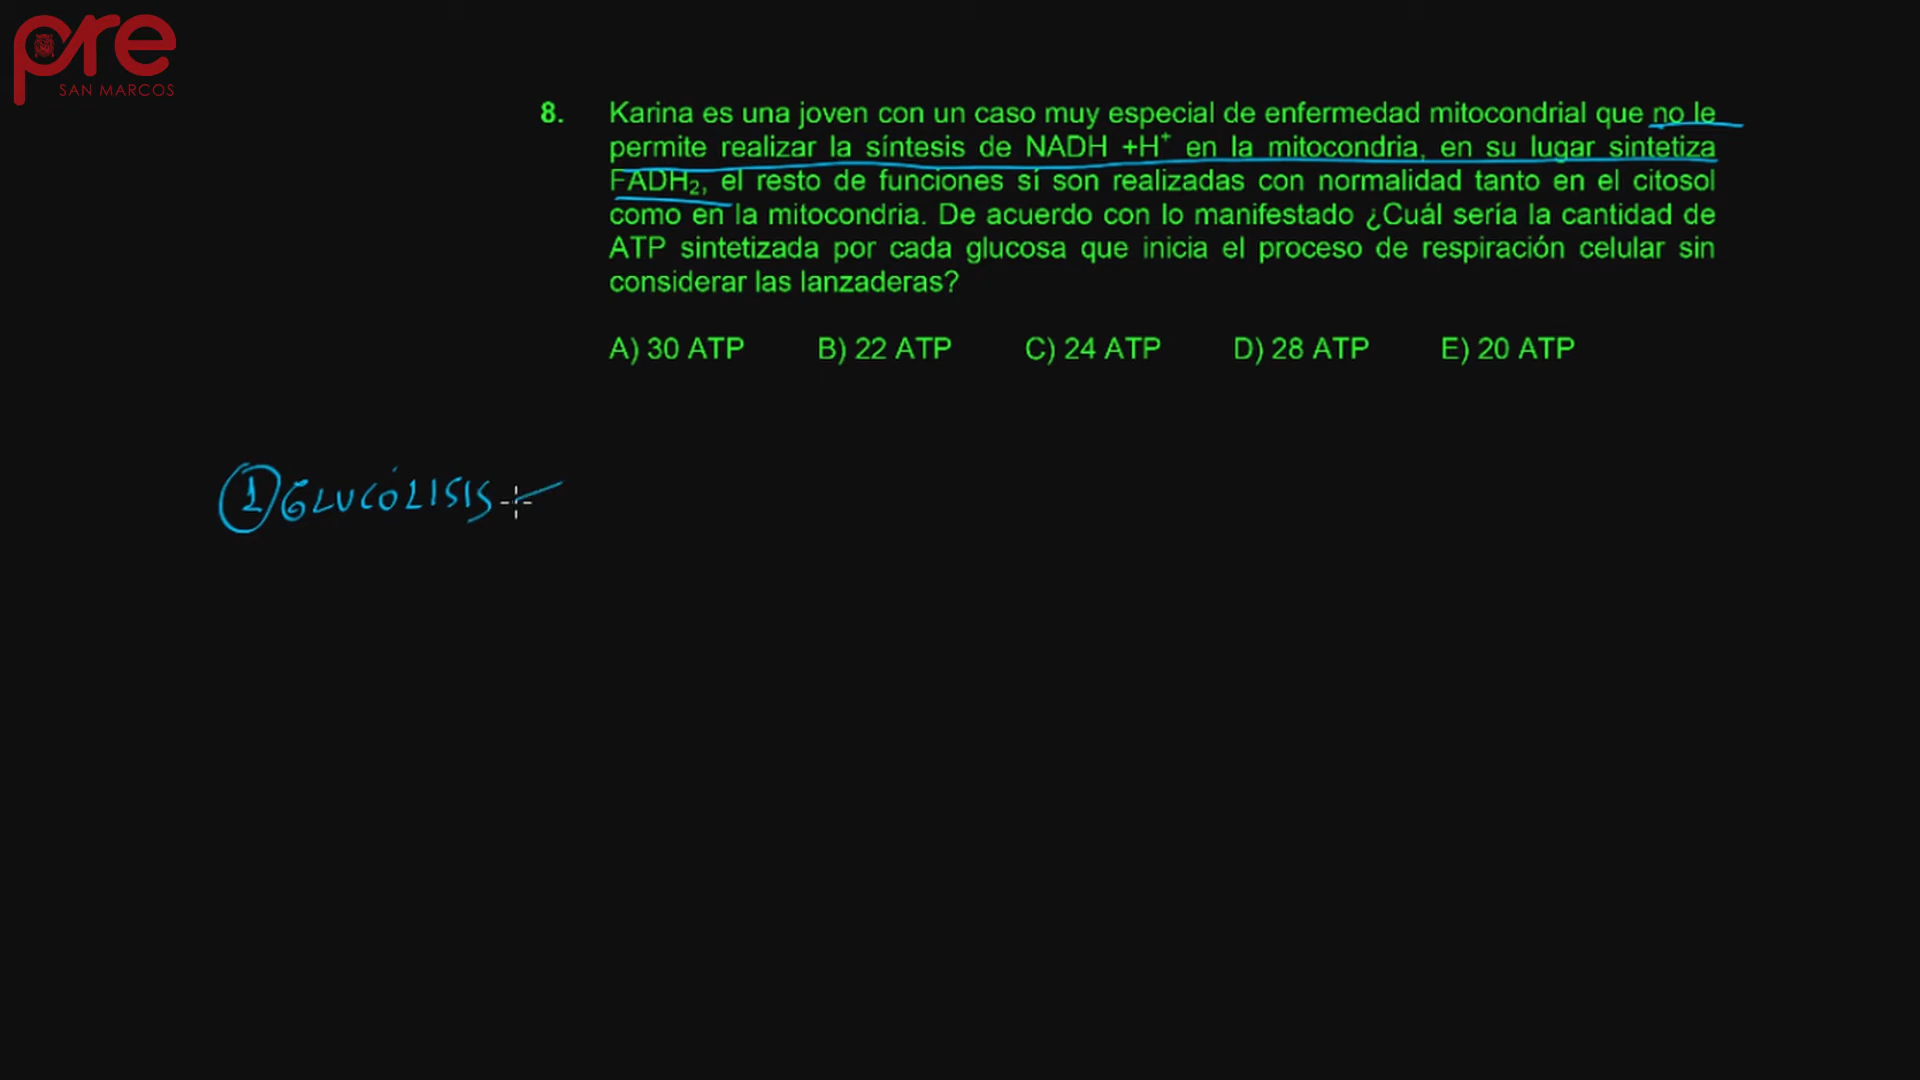 pre
SAN MARCOS
8. Karina es una joven con un caso muy especial de enfermedad mitocondrial que no le
permite realizar la síntesis de NADH +H⁺ en la mitocondria, en su lugar sintetiza
FADH₂, el resto de funciones sí son realizadas con normalidad tanto en el citosol
como en la mitocondria. De acuerdo con lo manifestado ¿Cuál sería la cantidad de
ATP sintetizada por cada glucosa que inicia el proceso de respiración celular sin
considerar las lanzaderas?
A) 30 ATP B) 22 ATP C) 24 ATP D) 28 ATP E) 20 ATP
1 GLUCÓLISIS